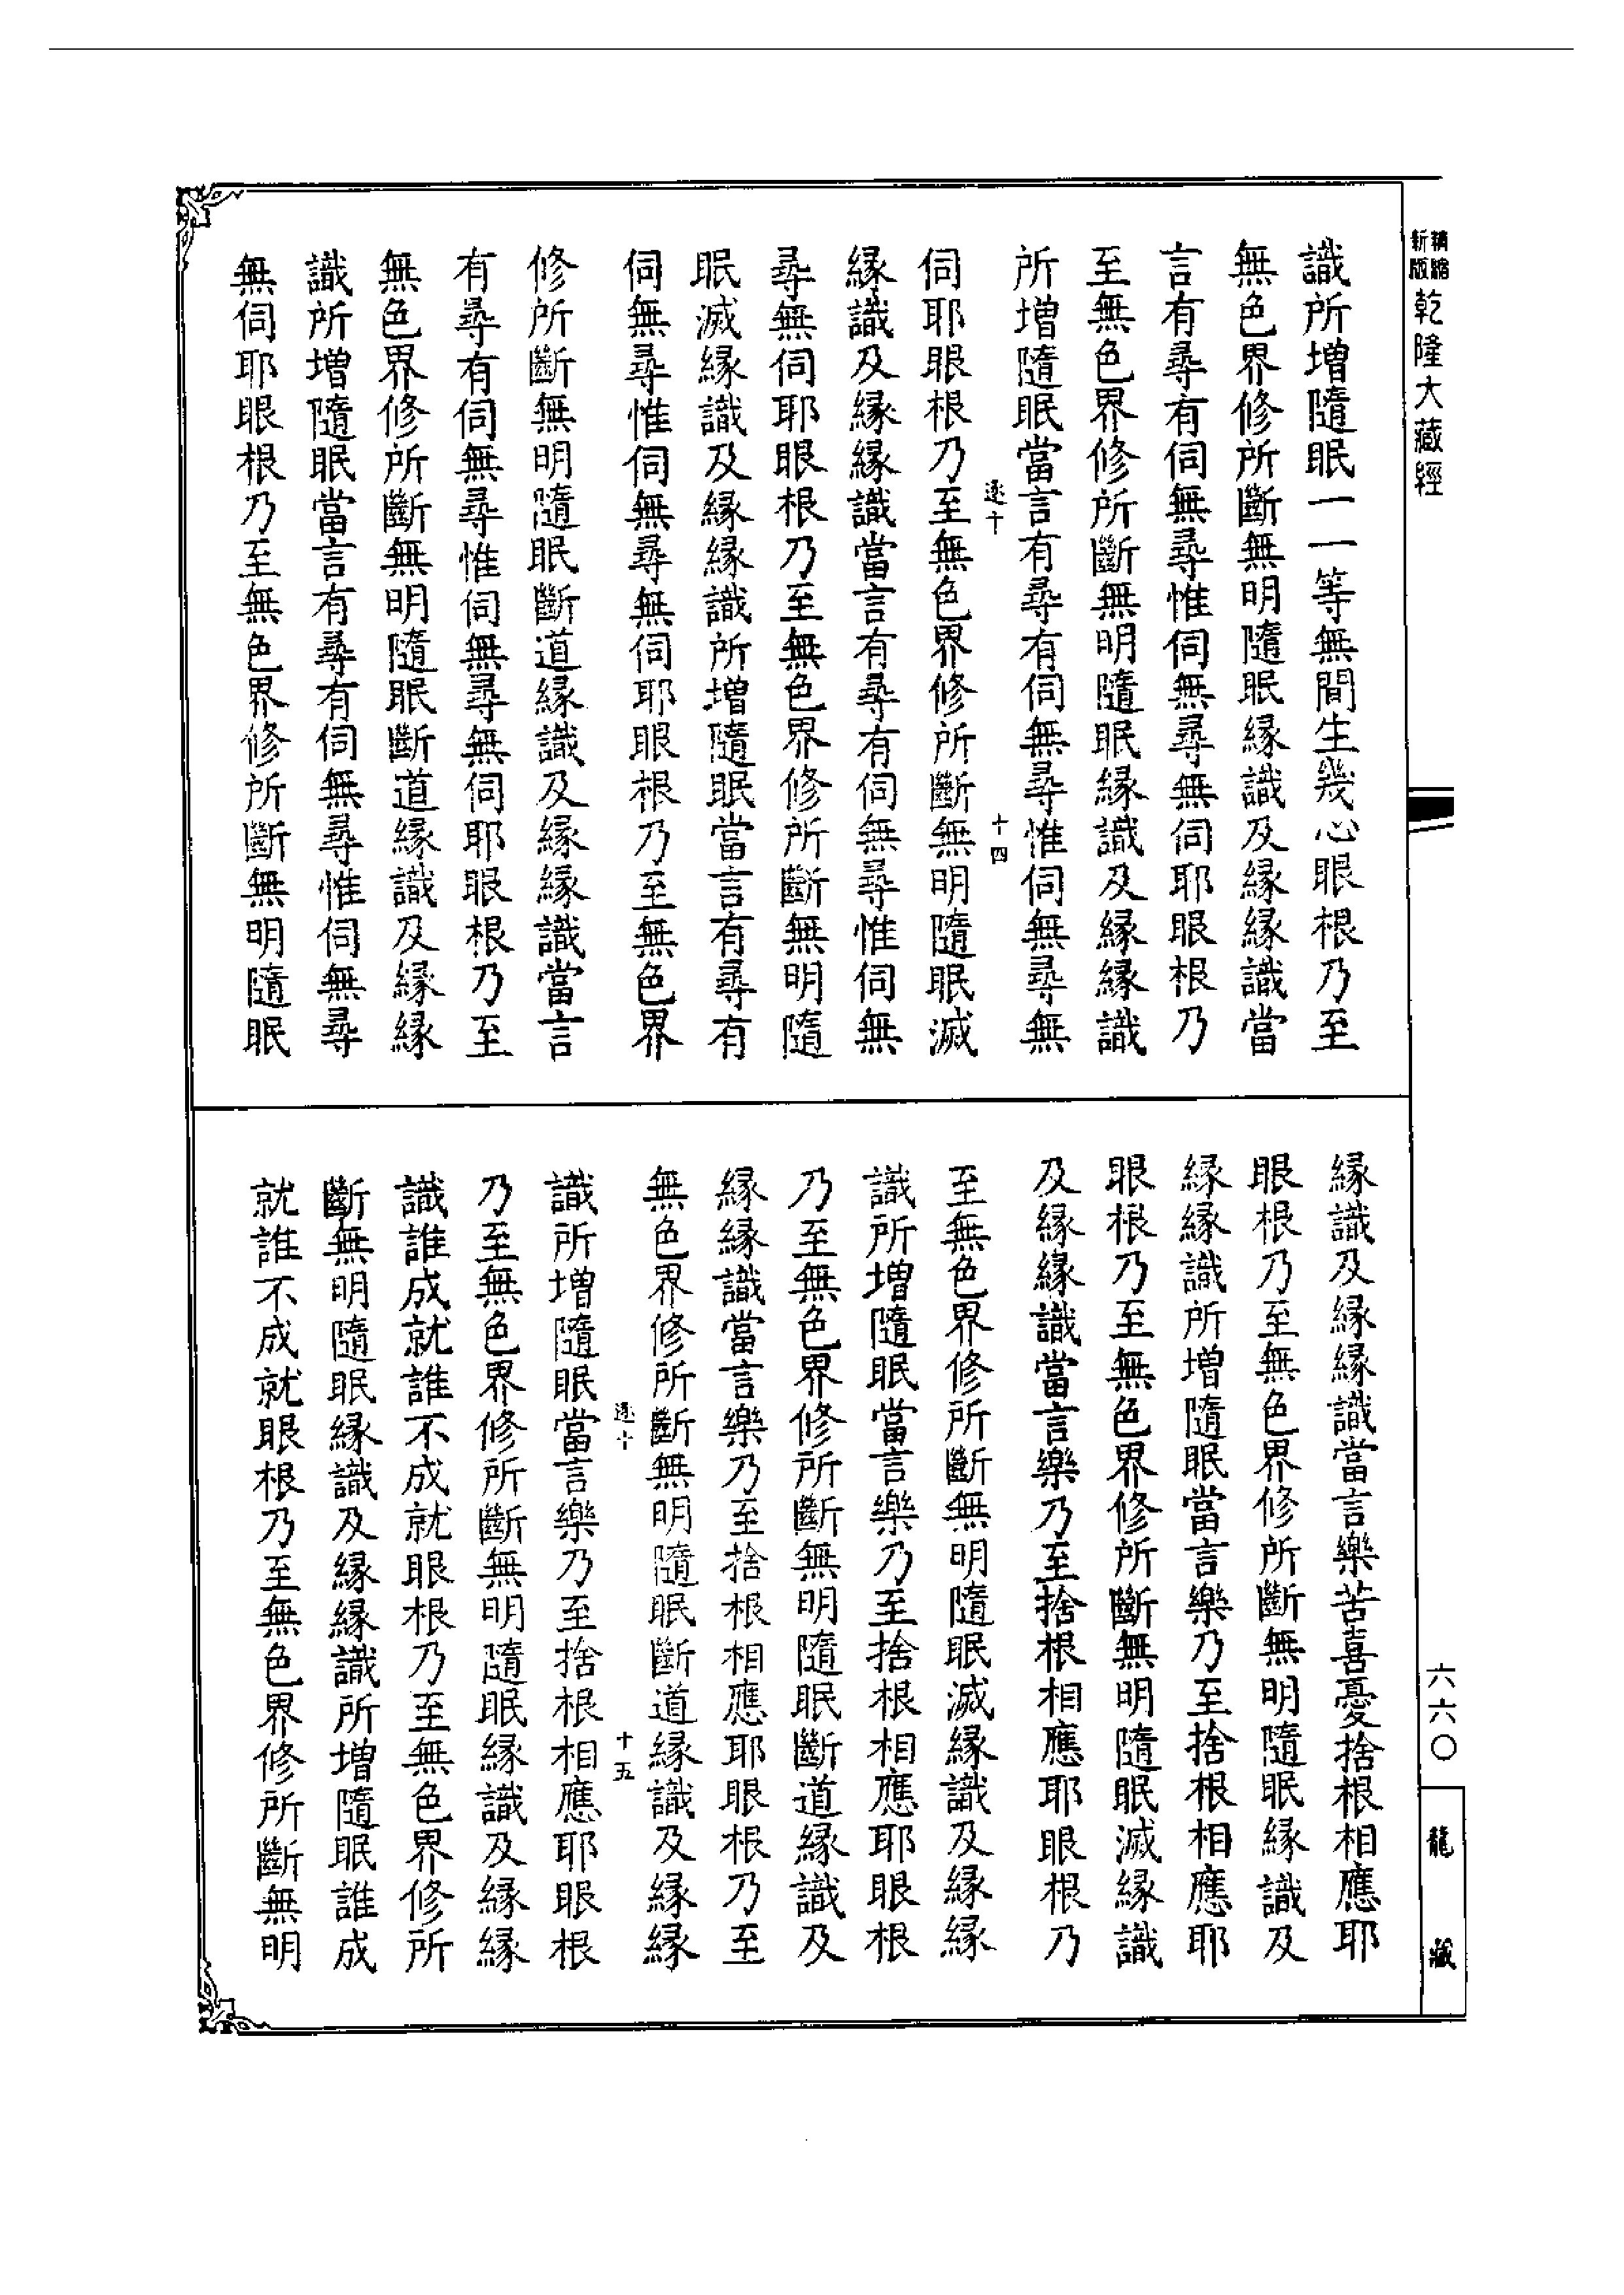 精縮新版乾隆大藏經
識所增隨眠一一等無間生幾心眼根乃至
無色界修所斷無明隨眠緣識及緣緣識當
言有尋有伺無尋惟伺無尋無伺耶眼根乃
至無色界修所斷無明隨眠緣識及緣緣識
所增隨眠當言有尋有伺無尋惟伺無尋無
逐十 十四
伺耶眼根乃至無色界修所斷無明隨眠滅
緣識及緣緣識當言有尋有伺無尋惟伺無
尋無伺耶眼根乃至無色界修所斷無明隨
眠滅緣識及緣緣識所增隨眠當言有尋有
伺無尋惟伺無尋無伺耶眼根乃至無色界
修所斷無明隨眠斷道緣識及緣緣識當言
有尋有伺無尋惟伺無尋無伺耶眼根乃至
無色界修所斷無明隨眠斷道緣識及緣緣
識所增隨眠當言有尋有伺無尋惟伺無尋
無伺耶眼根乃至無色界修所斷無明隨眠
緣識及緣緣識當言樂苦喜憂捨根相應耶
眼根乃至無色界修所斷無明隨眠緣識及
緣緣識所增隨眠當言樂乃至捨根相應耶
眼根乃至無色界修所斷無明隨眠滅緣識
及緣緣識當言樂乃至捨根相應耶眼根乃
至無色界修所斷無明隨眠滅緣識及緣緣
識所增隨眠當言樂乃至捨根相應耶眼根
乃至無色界修所斷無明隨眠斷道緣識及
緣緣識當言樂乃至捨根相應耶眼根乃至
無色界修所斷無明隨眠斷道緣識及緣緣
逐十 十五
識所增隨眠當言樂乃至捨根相應耶眼根
乃至無色界修所斷無明隨眠緣識及緣緣
識誰成就誰不成就眼根乃至無色界修所
斷無明隨眠緣識及緣緣識所增隨眠誰成
就誰不成就眼根乃至無色界修所斷無明
六六〇
龍藏